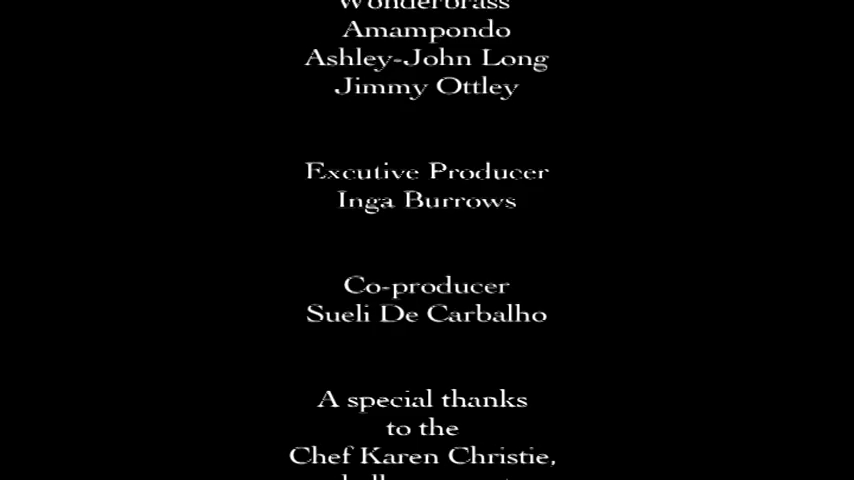 Wonderbrass
Amampondo
Ashley-John Long
Jimmy Ottley
Excutive Producer
Inga Burrows
Co-producer
Sueli De Carbalho
A special thanks
to the
Chef Karen Christie,